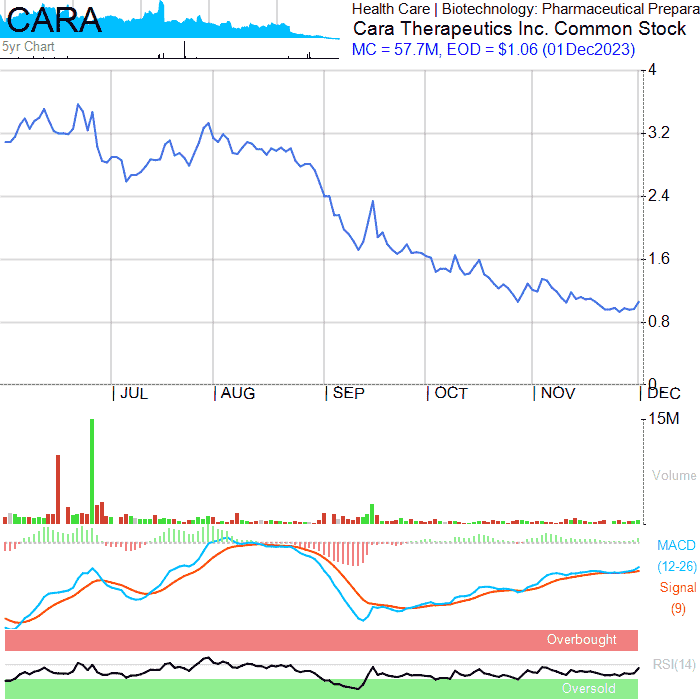 CARA
Health Care | Biotechnology: Pharmaceutical Prepara
Cara Therapeutics Inc. Common Stock
MC = 57.7M, EOD = $1.06 (01Dec2023)
5yr Chart
4
3.2
2.4
1.6
0.8
0
JUL AUG SEP OCT NOV DEC
15M
Volume
MACD
(12-26)
Signal
(9)
Overbought
RSI(14)
Oversold